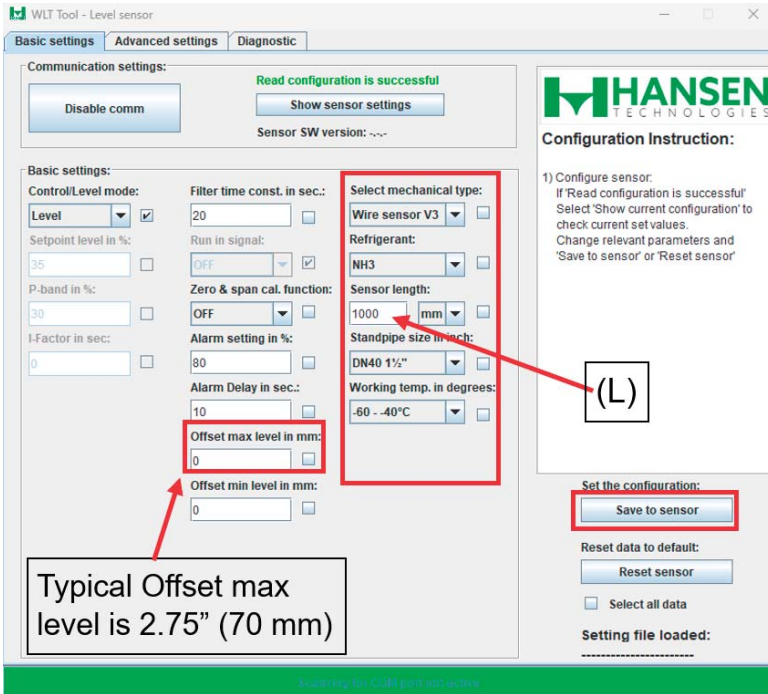 WLT Tool - Level sensor
Basic settings Advanced settings Diagnostic
Communication settings:
Disable comm
Read configuration is successful
Show sensor settings
Sensor SW version: -.-.-
Basic settings:
Control/Level mode:
Level
Setpoint level in %:
35
P-band in %:
30
I-Factor in sec:
0
Filter time const. in sec.:
20
Run in signal:
OFF
Zero & span cal. function:
OFF
Alarm setting in %:
80
Alarm Delay in sec.:
10
Offset max level in mm:
0
Offset min level in mm:
0
Select mechanical type:
Wire sensor V3
Refrigerant:
NH3
Sensor length:
1000 mm
Standpipe size in inch:
DN40 1½"
Working temp. in degrees:
-60 - -40°C
(L)
Typical Offset max
level is 2.75” (70 mm)
HANSEN
TECHNOLOGIES
Configuration Instruction:
1) Configure sensor:
If 'Read configuration is successful'
Select 'Show current configuration' to
check current set values.
Change relevant parameters and
'Save to sensor' or 'Reset sensor'
Set the configuration:
Save to sensor
Reset data to default:
Reset sensor
Select all data
Setting file loaded:
-----------------------
Scanning for COM port not active